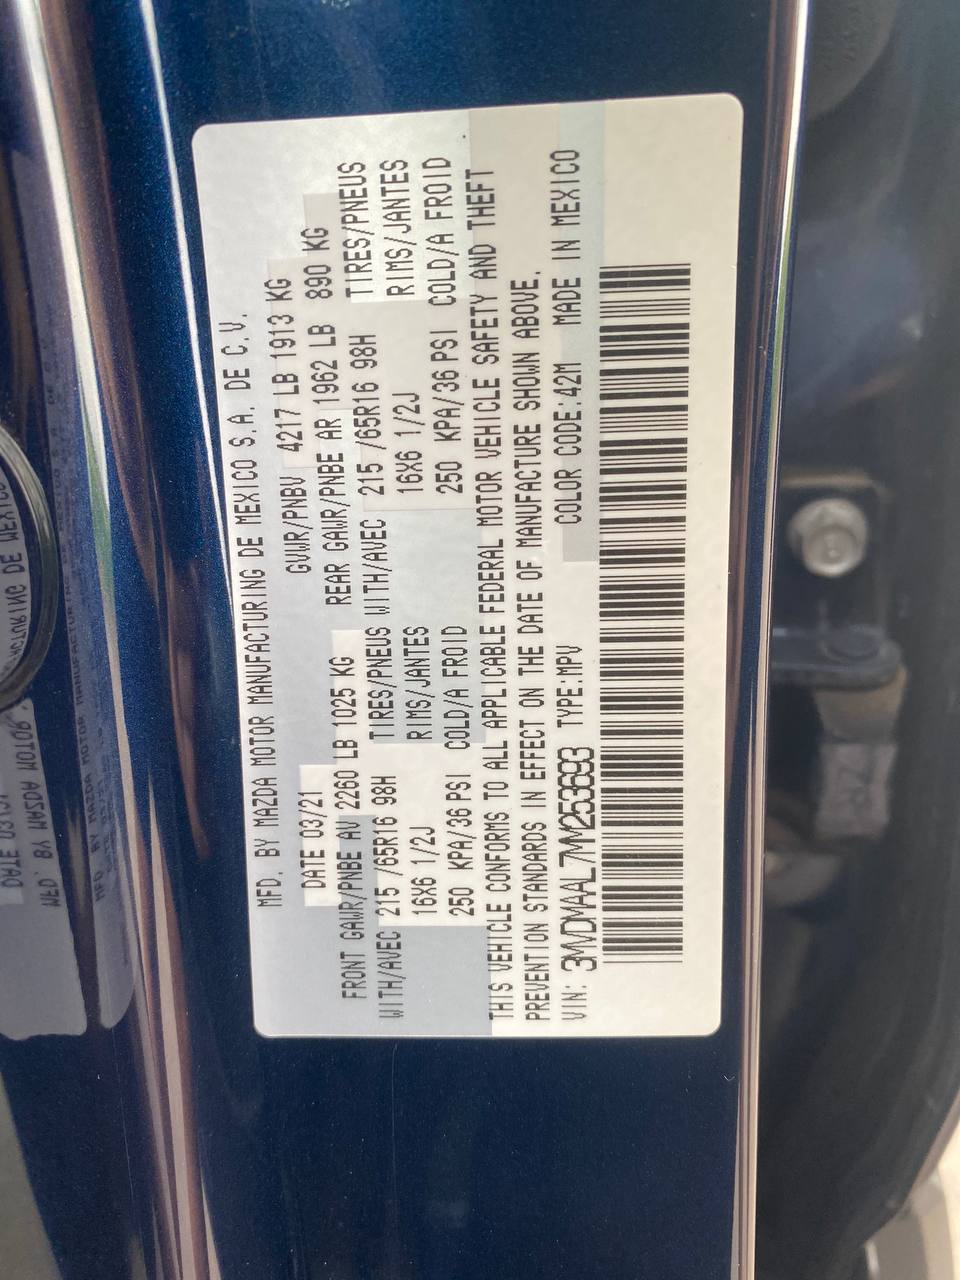 MFD. BY MAZDA MOTOR MANUFACTURING DE MEXICO S.A. DE C.V.
DATE 03/21 GVWR/PNBV 4217 LB 1913 KG
FRONT GAWR/PNBE AV 2260 LB 1025 KG REAR GAWR/PNBE AR 1962 LB 890 KG
WITH/AVEC 215 /65R16 98H TIRES/PNEUS WITH/AVEC 215 /65R16 98H TIRES/PNEUS
16X6 1/2J RIMS/JANTES 16X6 1/2J RIMS/JANTES
250 KPA/36 PSI COLD/A FROID 250 KPA/36 PSI COLD/A FROID
THIS VEHICLE CONFORMS TO ALL APPLICABLE FEDERAL MOTOR VEHICLE SAFETY AND THEFT
PREVENTION STANDARDS IN EFFECT ON THE DATE OF MANUFACTURE SHOWN ABOVE.
VIN: 3MVDMAAL7MM253693 TYPE:MPV COLOR CODE:42M MADE IN MEXICO